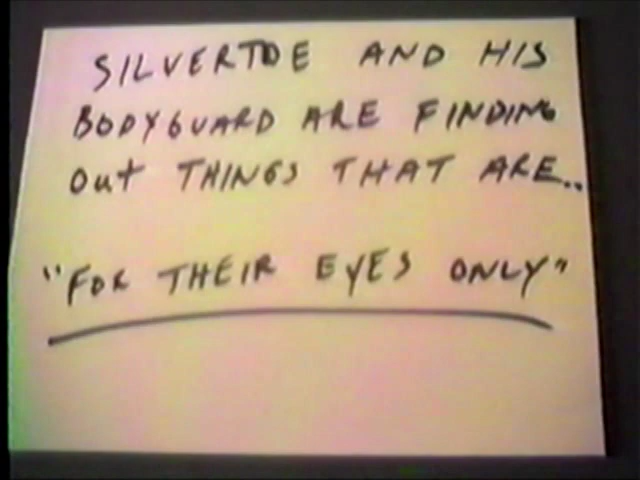 SILVERTOE AND HIS
BODYGUARD ARE FINDING
OUt THINGS THAT ARE..
"FOR THEIR EYES ONLY"